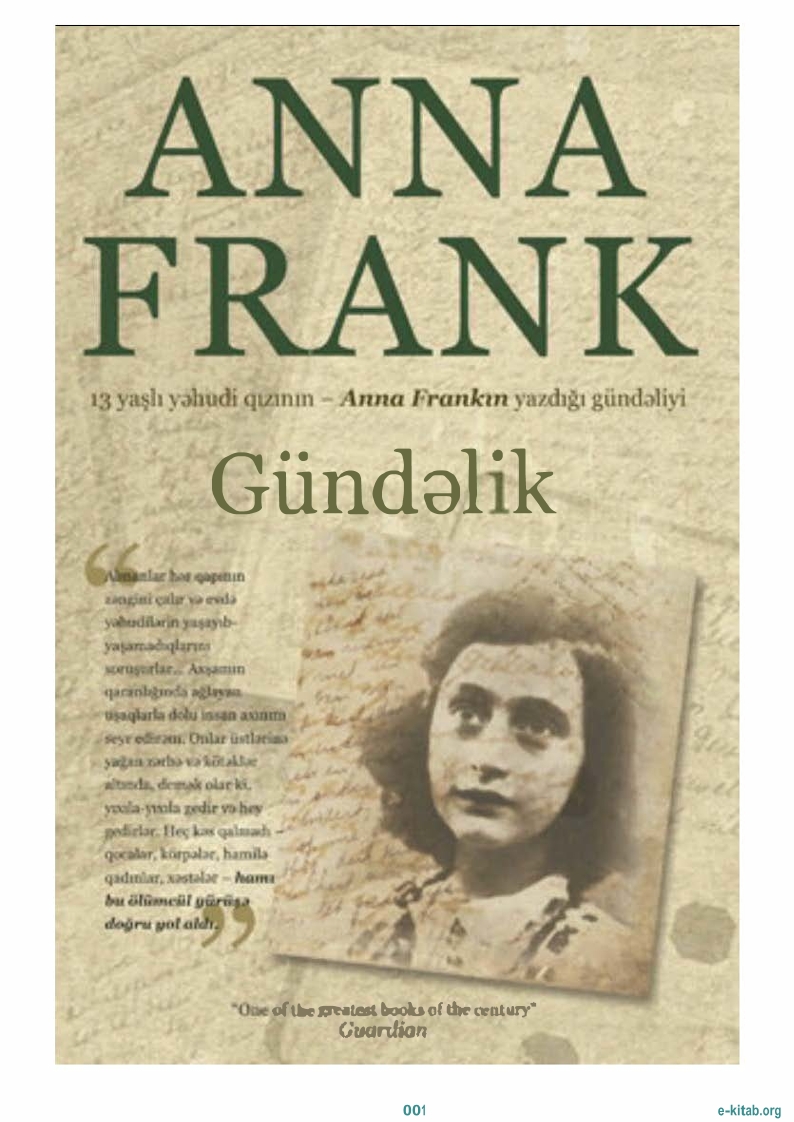 ANNA
FRANK
13 yaşlı yəhudi qızının – Anna Frankın yazdığı gündəliyi
Gündəlik
“Almanlar hər qapının
zəngini çalır və evdə
yəhudilərin yaşayıb-
yaşamadıqlarını
soruşurlar... Axşamın
qaranlığında ağlayan
uşaqlarla dolu insan axınını
seyr edirəm. Onlar üstlərinə
yağan zərbə və kötəklər
altında, demək olar ki,
yıxıla-yıxıla gedir və hey
gedirlər. Heç kəs qalmadı –
qocalar, körpələr, hamilə
qadınlar, xəstələr – hamı
bu ölümcül yürüşə
doğru yol aldı.”
"One of the greatest books of the century"
Guardian
001
e-kitab.org